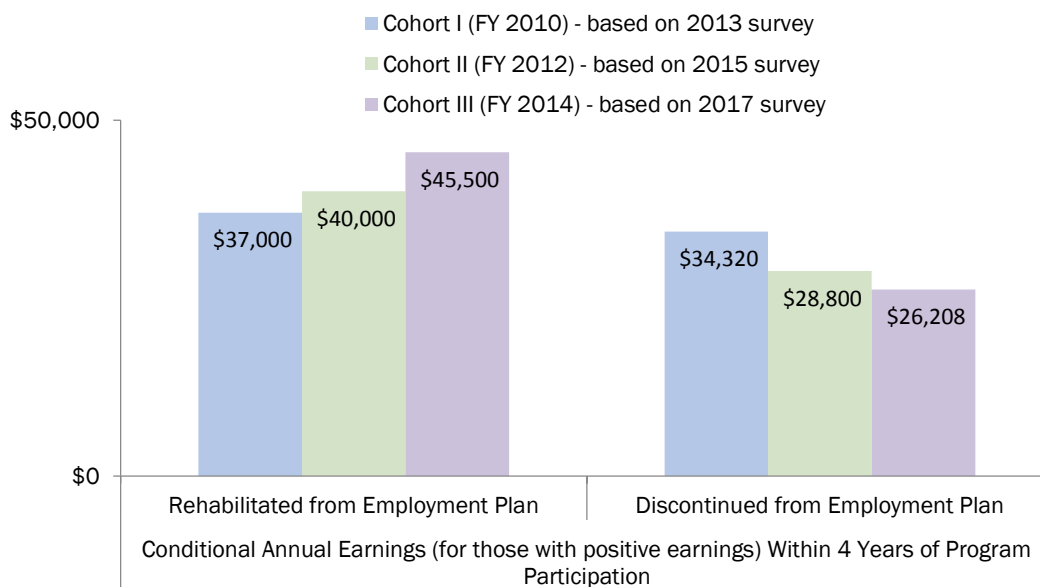 Cohort I (FY 2010) - based on 2013 survey
Cohort II (FY 2012) - based on 2015 survey
Cohort III (FY 2014) - based on 2017 survey
$50,000
$45,500
$40,000
$37,000
$34,320
$28,800
$26,208
$0
Rehabilitated from Employment Plan
Discontinued from Employment Plan
Conditional Annual Earnings (for those with positive earnings) Within 4 Years of Program
Participation